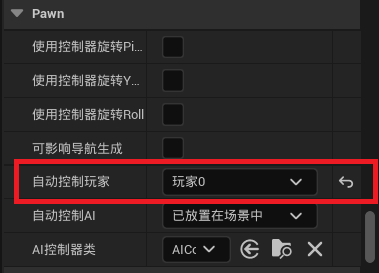 Pawn
使用控制器旋转Pi...
使用控制器旋转Y...
使用控制器旋转Roll
可影响导航生成
自动控制玩家 玩家0
自动控制AI 已放置在场景中
AI控制器类 AICc